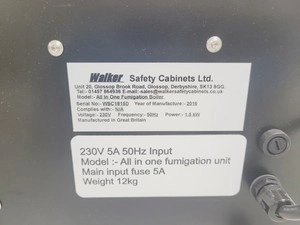 Walker Safety Cabinets Ltd.
Unit 20, Glossop Brook Road, Glossop, Derbyshire, SK13 8GG
Tel:-01457 864936 E-mail:-sales@walkersafetycabinets.co.uk
Model:- All In One Fumigation Boiler
Serial No:- WBC1815D Year of Manufacture:- 2018
Complies with:- N/A
Voltage:- 230V Frequency:- 50Hz Power:- 1.5 kW
Manufactured in Great Britain
230V 5A 50Hz Input
Model :- All in one fumigation unit
Main input fuse 5A
Weight 12kg